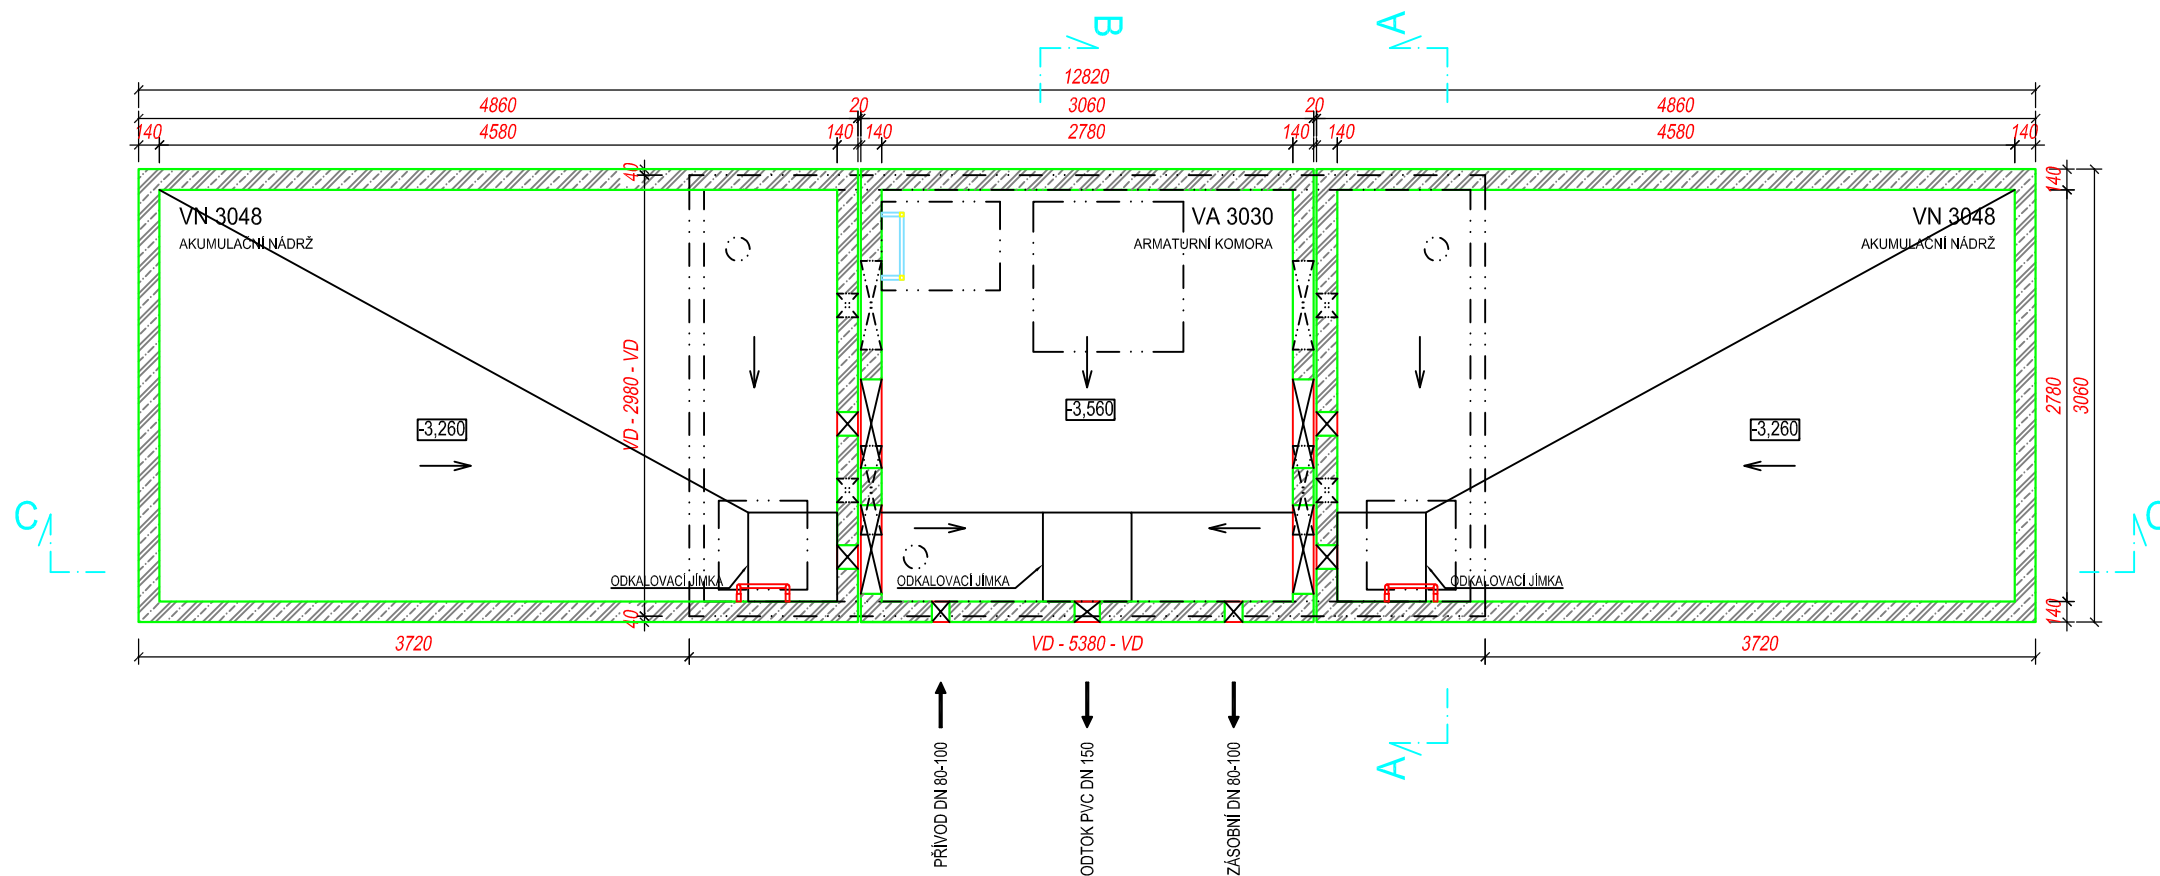 B
A
12820
4860
20
3060
20
4860
140
4580
140
140
2780
140
140
4580
140
40
140
VN 3048
AKUMULAČNÍ NÁDRŽ
VA 3030
ARMATURNÍ KOMORA
VN 3048
AKUMULAČNÍ NÁDRŽ
VD - 2980 - VD
2780
3060
-3,260
-3,560
-3,260
C
C
ODKALOVACÍ JÍMKA
ODKALOVACÍ JÍMKA
ODKALOVACÍ JÍMKA
40
140
3720
VD - 5380 - VD
3720
PŘÍVOD DN 80-100
ODTOK PVC DN 150
ZÁSOBNÍ DN 80-100
A